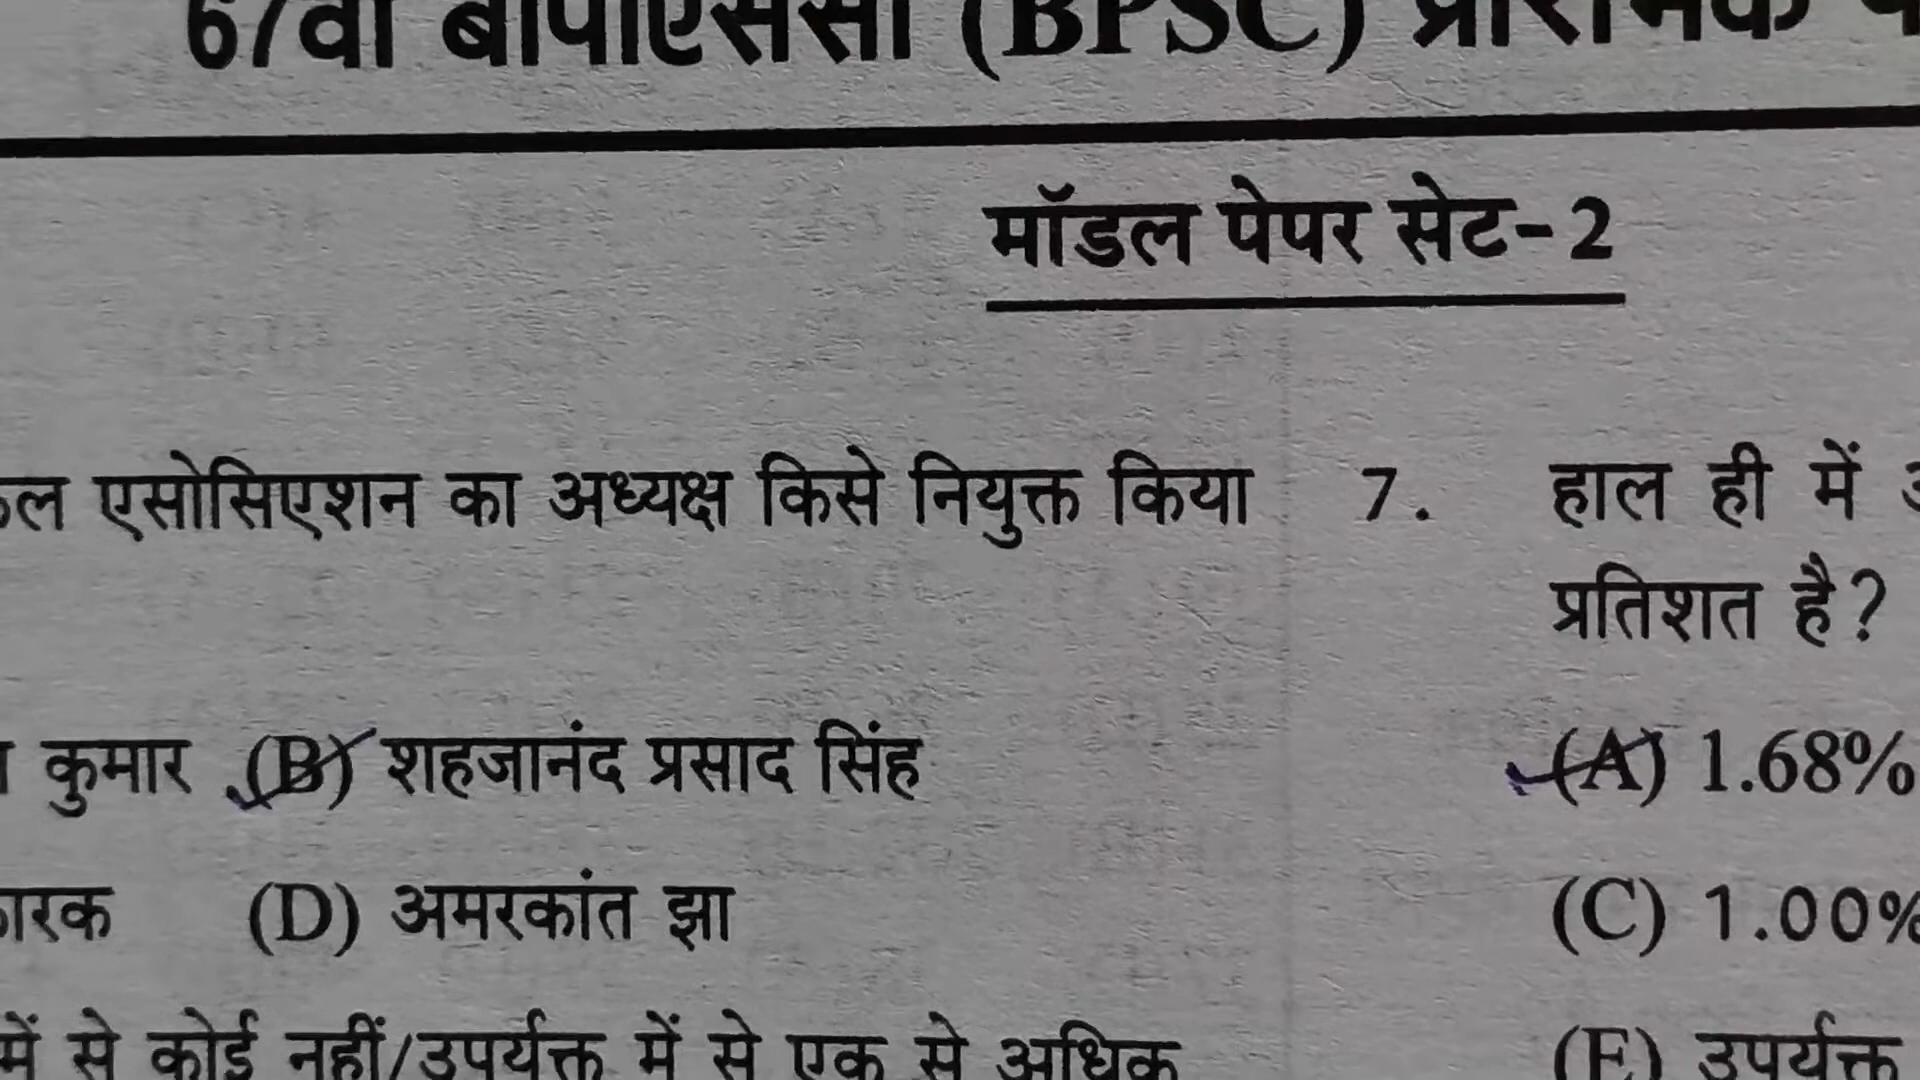 67वीं बीपीएससी (BPSC) प्रारंभिक
मॉडल पेपर सेट-2
एसोसिएशन का अध्यक्ष किसे नियुक्त किया
कुमार (B) शहजानंद प्रसाद सिंह
(D) अमरकांत झा
में से कोई नहीं/उपर्युक्त में से एक से अधिक
7. हाल ही में
प्रतिशत है?
(A) 1.68%
(C) 1.00%
(E) उपर्युक्त